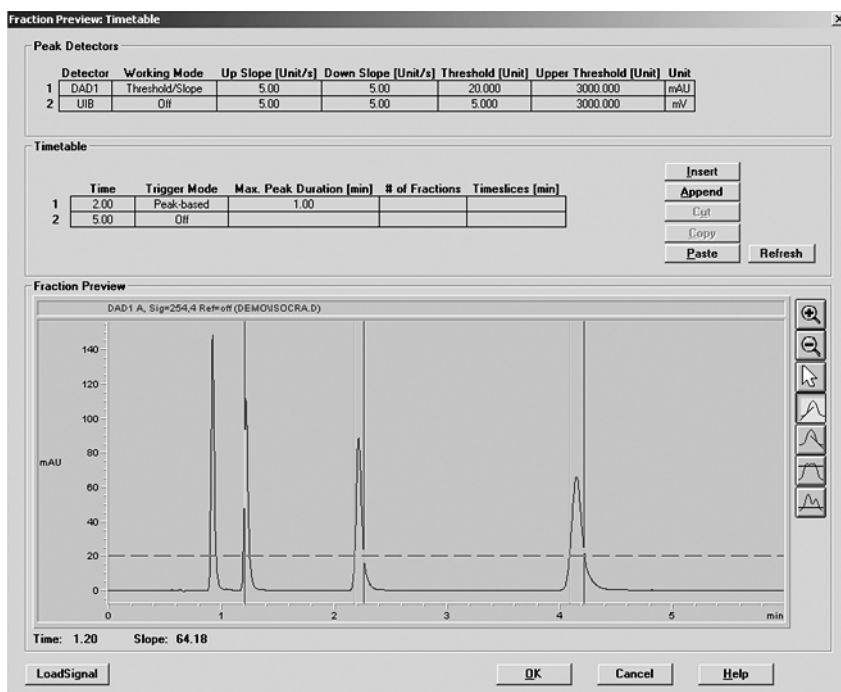 Fraction Preview: Timetable
Peak Detectors
Detector Working Mode Up Slope [Unit/s] Down Slope [Unit/s] Threshold [Unit] Upper Threshold [Unit] Unit
1 DAD1 Threshold/Slope 5.00 5.00 20.000 3000.000 mAU
2 UIB Off 5.00 5.00 5.000 3000.000 mV
Timetable
Time Trigger Mode Max. Peak Duration [min] # of Fractions Timeslices [min]
1 2.00 Peak-based 1.00
2 5.00 Off
Insert
Append
Cut
Copy
Paste Refresh
Fraction Preview
DAD1 A, Sig=254,4 Ref=off (DEMO\ISOCRA.D)
140
120
100
80
mAU
60
40
20
0
0 1 2 3 4 5 min
Time: 1.20 Slope: 64.18
LoadSignal OK Cancel Help